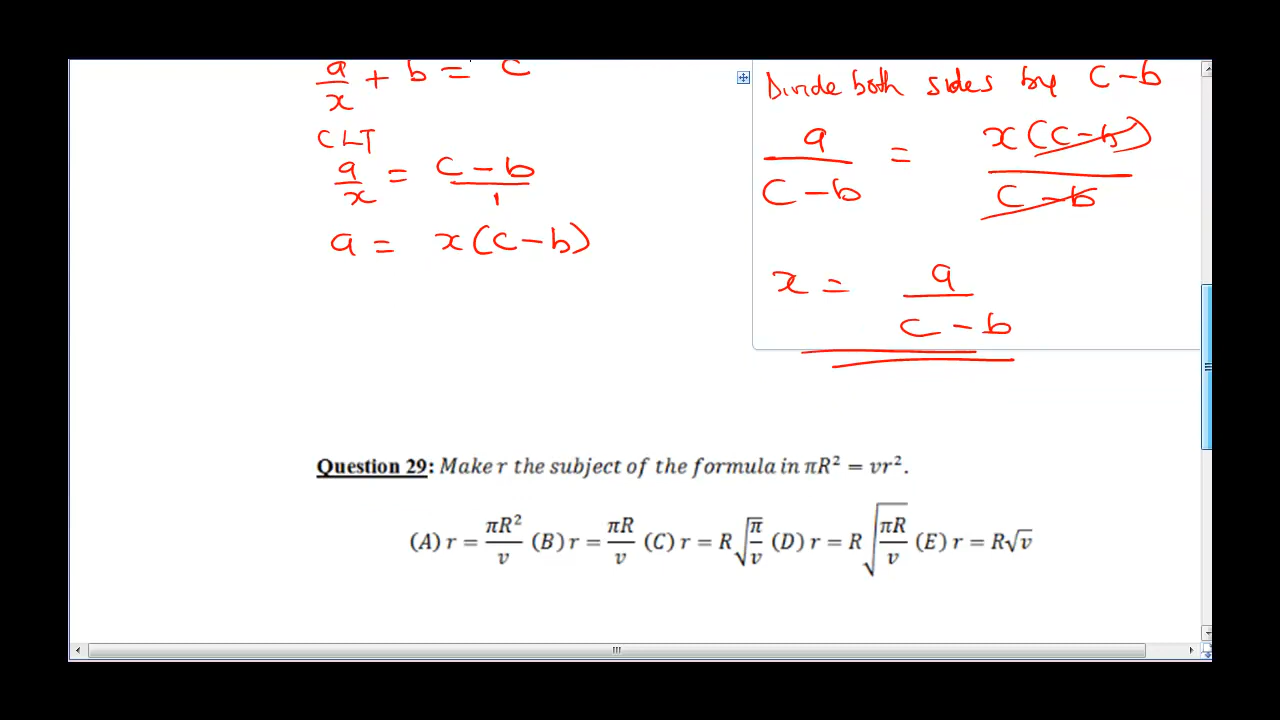 a/x + b = c
CLT
a/x = c - b/1
a = x(c - b)
Divide both sides by c - b
a/c - b = x(c - b)/c - b
x = a/c - b
Question 29: Make r the subject of the formula in πR² = vr².
(A) r = πR²/v (B) r = πR/v (C) r = R√π/v (D) r = R√πR/v (E) r = R√v